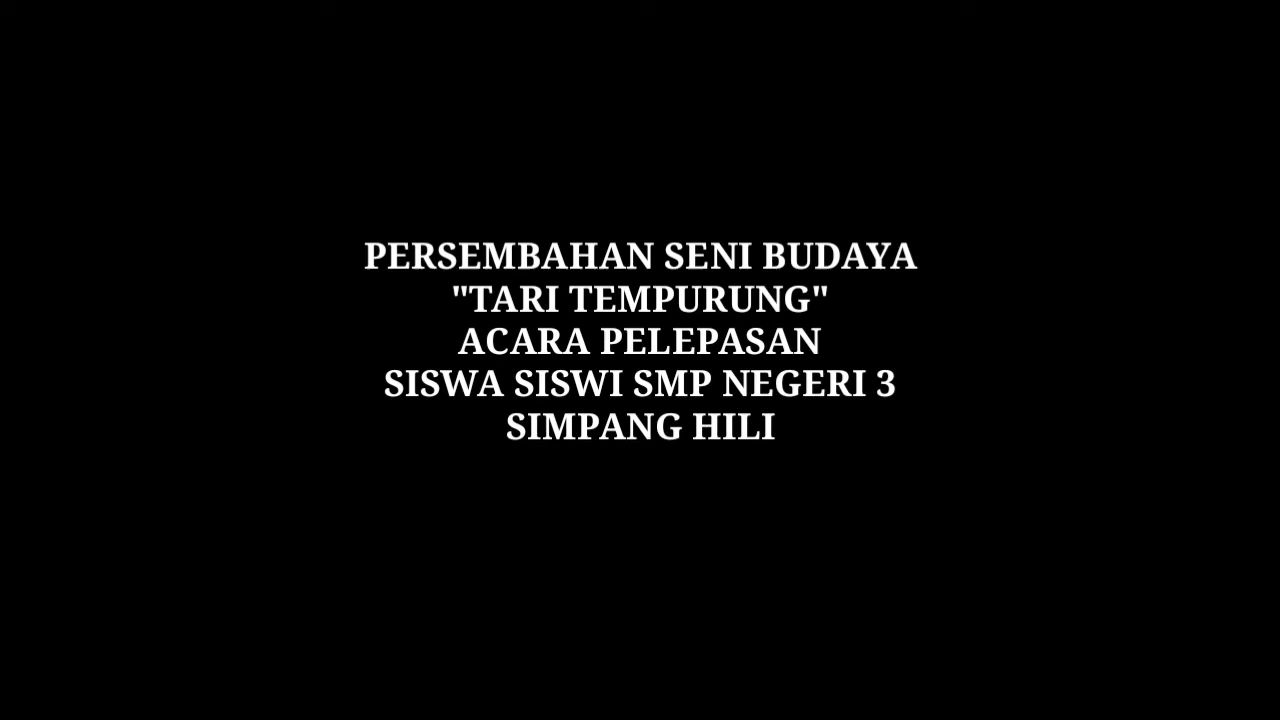 PERSEMBAHAN SENI BUDAYA
"TARI TEMPURUNG"
ACARA PELEPASAN
SISWA SISWI SMP NEGERI 3
SIMPANG HILI